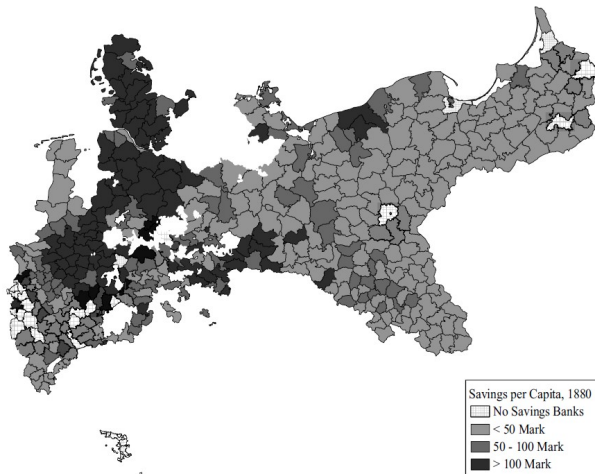 Savings per Capita, 1880
No Savings Banks
< 50 Mark
50 - 100 Mark
> 100 Mark